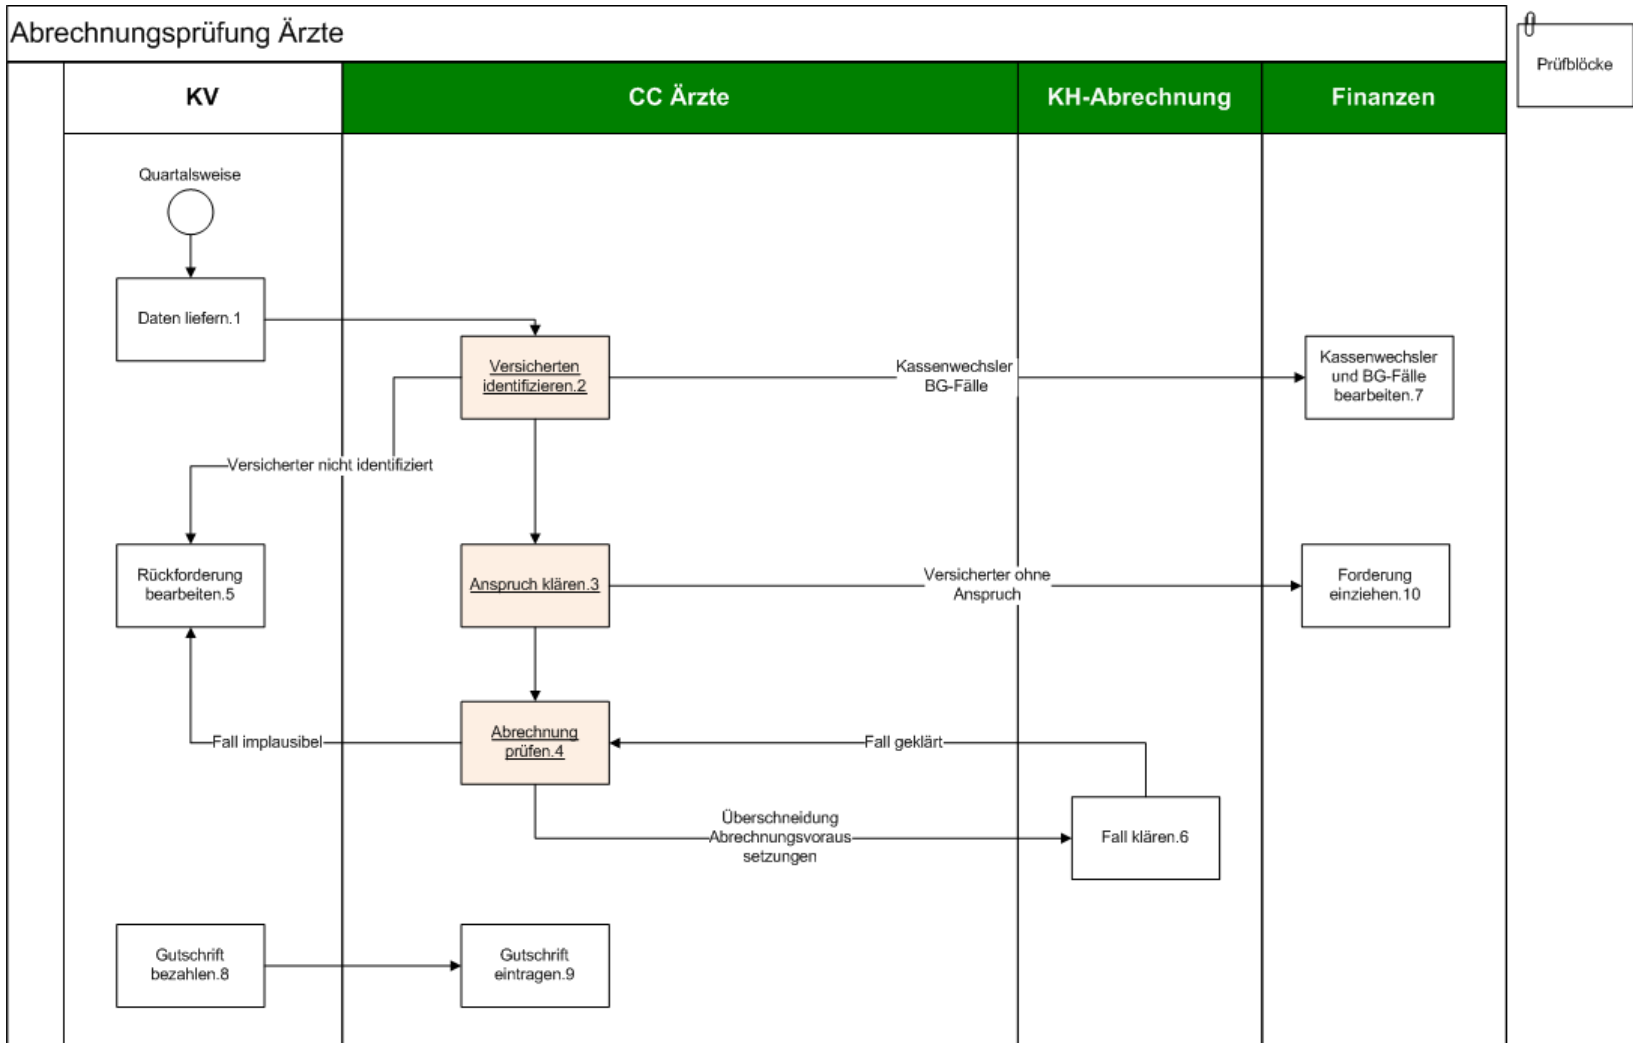 Abrechnungsprüfung Ärzte
Prüfblöcke
KV
CC Ärzte
KH-Abrechnung
Finanzen
Quartalsweise
Daten liefern.1
Versicherten
identifizieren.2
Kassenwechsler
BG-Fälle
Kassenwechsler
und BG-Fälle
bearbeiten.7
Versicherter nicht identifiziert
Rückforderung
bearbeiten.5
Anspruch klären.3
Versicherter ohne
Anspruch
Forderung
einziehen.10
Fall implausibel
Abrechnung
prüfen.4
Fall geklärt
Überschneidung
Abrechnungsvoraus
setzungen
Fall klären.6
Gutschrift
bezahlen.8
Gutschrift
eintragen.9